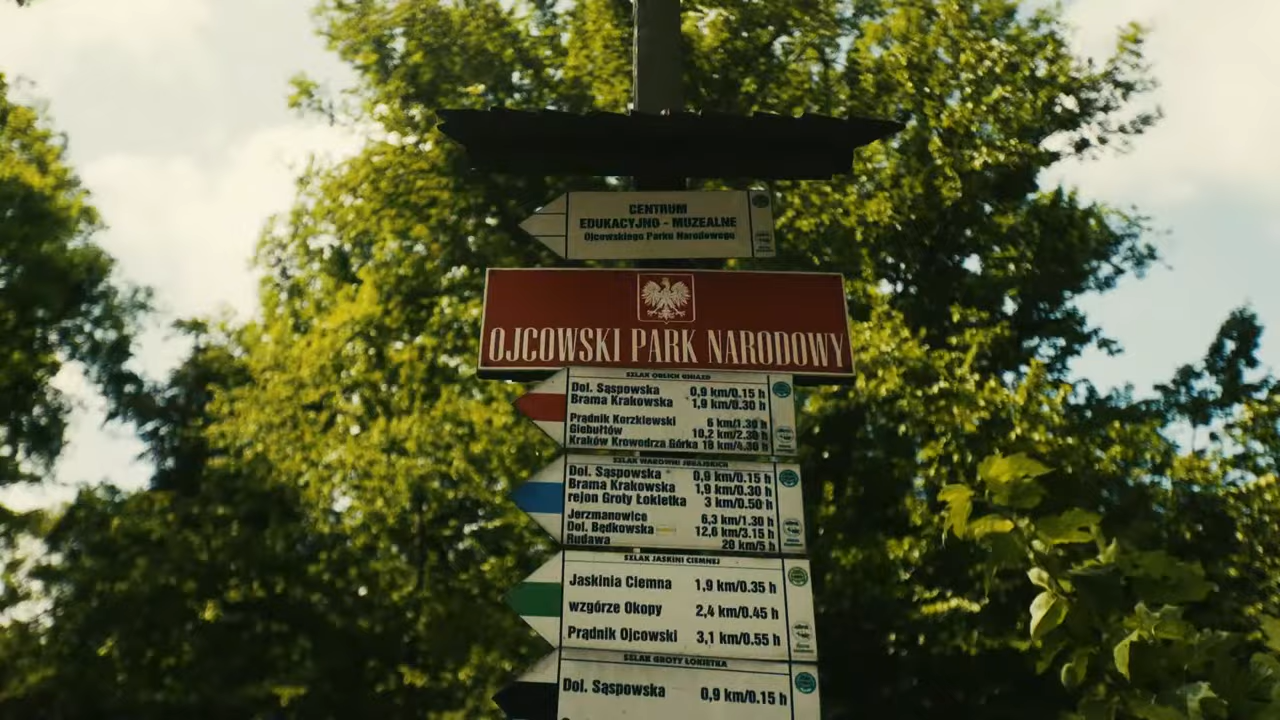 CENTRUM
EDUKACYJNO - MUZEALNE
Ojcowskiego Parku Narodowego
OJCOWSKI PARK NARODOWY
SZLAK ORLICH GNIAZD
Dol. Sąspowska 0,9 km/0.15 h
Brama Krakowska 1,9 km/0.30 h
Prądnik Korzkiewski 6 km/1.30 h
Giebułtów 10,2 km/2.30 h
Kraków Krowodrza Górka 19 km/4.30 h
SZLAK WAROWNI JURAJSKICH
Dol. Sąspowska 0,9 km/0.15 h
Brama Krakowska 1,9 km/0.30 h
rejon Groty Łokietka 3 km/0.50 h
Jerzmanowice 6,3 km/1.30 h
Dol. Będkowska 12,6 km/3.15 h
Rudawa 20 km/5 h
SZLAK JASKINI CIEMNEJ
Jaskinia Ciemna 1,9 km/0.35 h
wzgórze Okopy 2,4 km/0.45 h
Prądnik Ojcowski 3,1 km/0.55 h
SZLAK GROTY ŁOKIETKA
Dol. Sąspowska 0,9 km/0.15 h